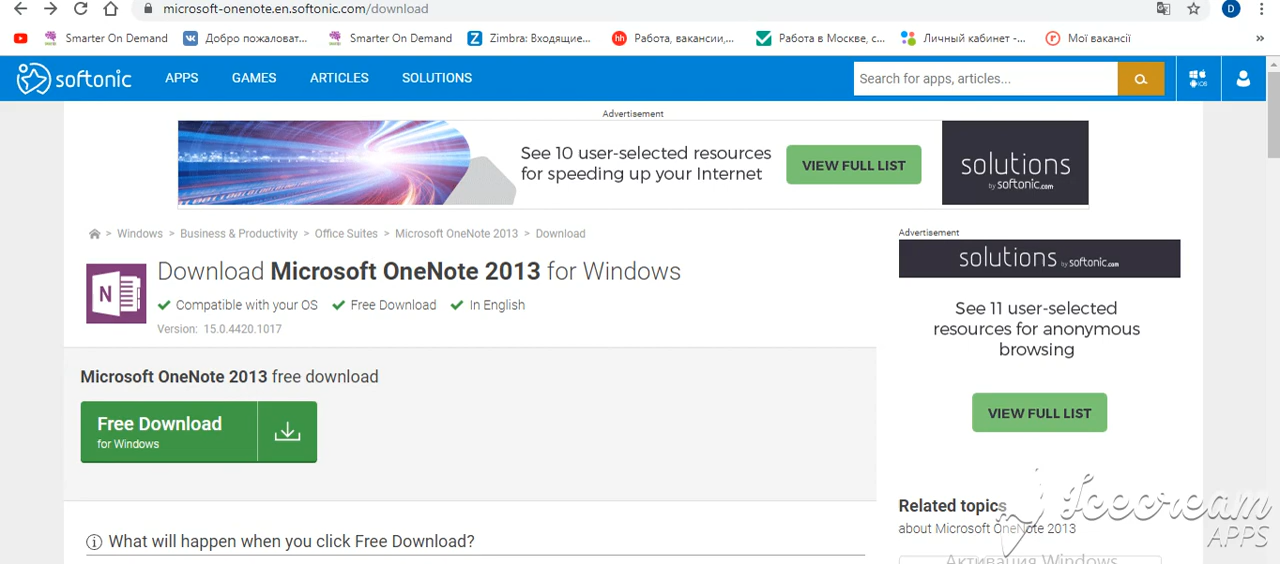 microsoft-onenote.en.softonic.com/download
D
Smarter On Demand
Добро пожаловат...
Smarter On Demand
Z
Zimbra: Входящие...
hh
Работа, вакансии,...
Работа в Москве, с...
Личный кабинет -...
r
Мої вакансії
»
softonic
APPS
GAMES
ARTICLES
SOLUTIONS
Search for apps, articles...
iOS
Advertisement
See 10 user-selected resources
for speeding up your Internet
VIEW FULL LIST
solutions
by softonic.com
> Windows > Business & Productivity > Office Suites > Microsoft OneNote 2013 > Download
N
Download Microsoft OneNote 2013 for Windows
Compatible with your OS
Free Download
In English
Version: 15.0.4420.1017
Microsoft OneNote 2013 free download
Free Download
for Windows
What will happen when you click Free Download?
Advertisement
solutions by softonic.com
See 11 user-selected
resources for anonymous
browsing
VIEW FULL LIST
Related topics
about Microsoft OneNote 2013
Icecream
APPS
Активация Windows